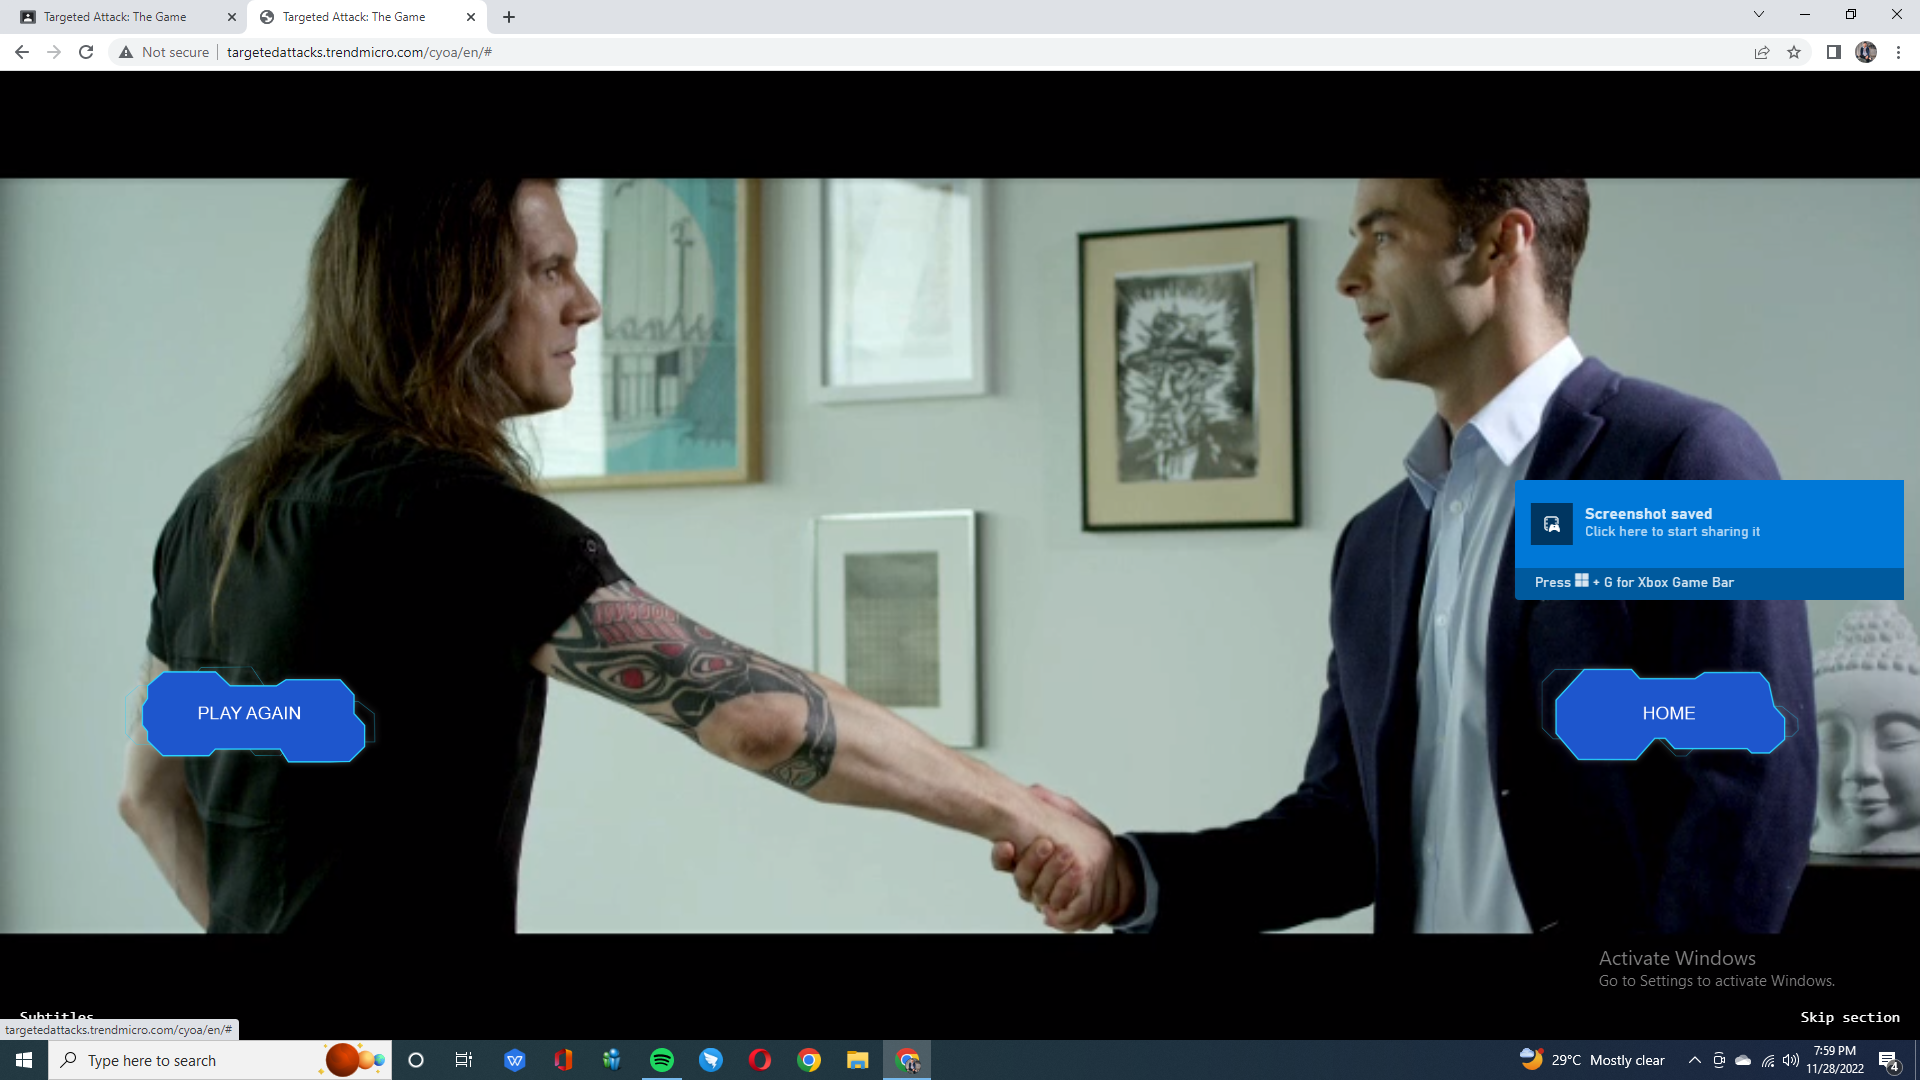 Targeted Attack: The Game
Targeted Attack: The Game
Not secure
targetedattacks.trendmicro.com/cyoa/en/#
Screenshot saved
Click here to start sharing it
Press + G for Xbox Game Bar
PLAY AGAIN
HOME
Activate Windows
Go to Settings to activate Windows.
Subtitles
Skip section
targetedattacks.trendmicro.com/cyoa/en/#
Type here to search
29°C Mostly clear
7:59 PM
11/28/2022
4